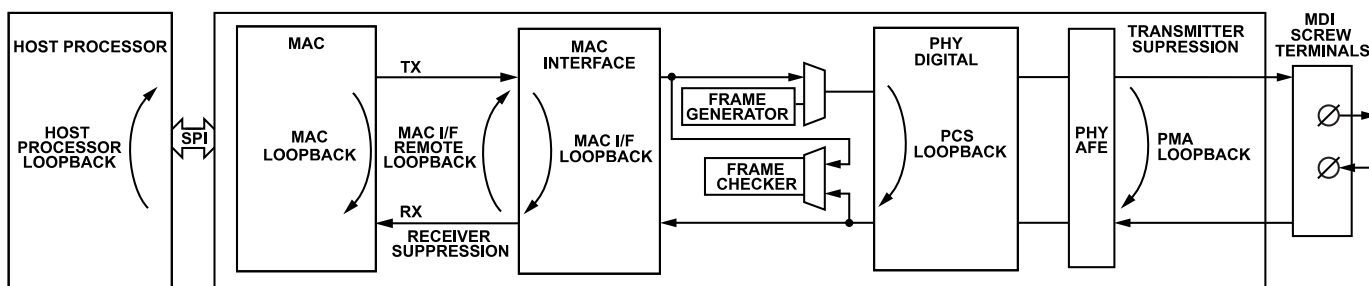 HOST PROCESSOR
HOST
PROCESSOR
LOOPBACK
SPI
MAC
MAC
LOOPBACK
TX
MAC I/F
REMOTE
LOOPBACK
RX
RECEIVER
SUPPRESSION
MAC
INTERFACE
MAC I/F
LOOPBACK
FRAME
GENERATOR
FRAME
CHECKER
PHY
DIGITAL
PCS
LOOPBACK
PHY
AFE
TRANSMITTER
SUPRESSION
PMA
LOOPBACK
MDI
SCREW
TERMINALS